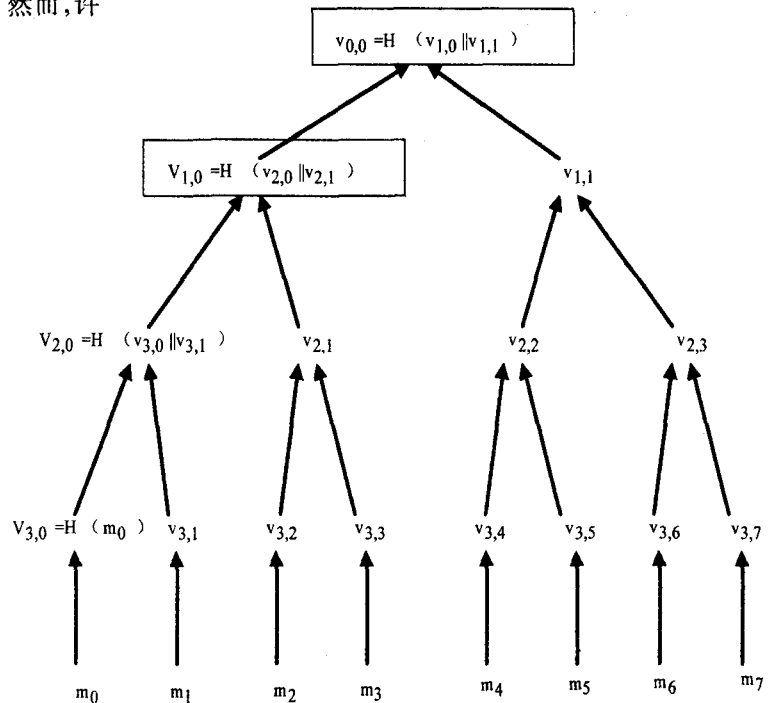 然而,许
v0,0 =H （v1,0 ||v1,1 ）
V1,0 =H （v2,0 ||v2,1 ）
v1,1
V2,0 =H （v3,0 ||v3,1 ）
v2,1
v2,2
v2,3
V3,0 =H （m0 ）
v3,1
v3,2
v3,3
v3,4
v3,5
v3,6
v3,7
m0
m1
m2
m3
m4
m5
m6
m7